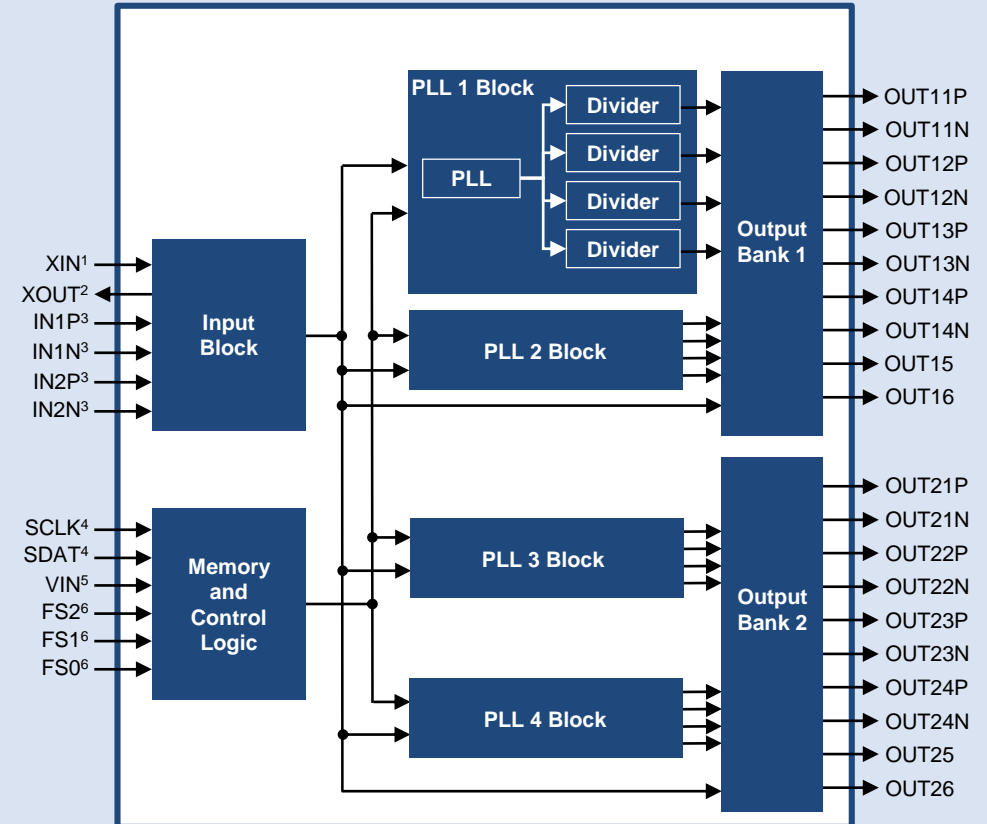 XIN¹
XOUT²
IN1P³
IN1N³
IN2P³
IN2N³
Input
Block
SCLK⁴
SDAT⁴
VIN⁵
FS2⁶
FS1⁶
FS0⁶
Memory
and
Control
Logic
PLL 1 Block
PLL
Divider
Divider
Divider
Divider
PLL 2 Block
PLL 3 Block
PLL 4 Block
Output
Bank 1
Output
Bank 2
OUT11P
OUT11N
OUT12P
OUT12N
OUT13P
OUT13N
OUT14P
OUT14N
OUT15
OUT16
OUT21P
OUT21N
OUT22P
OUT22N
OUT23P
OUT23N
OUT24P
OUT24N
OUT25
OUT26